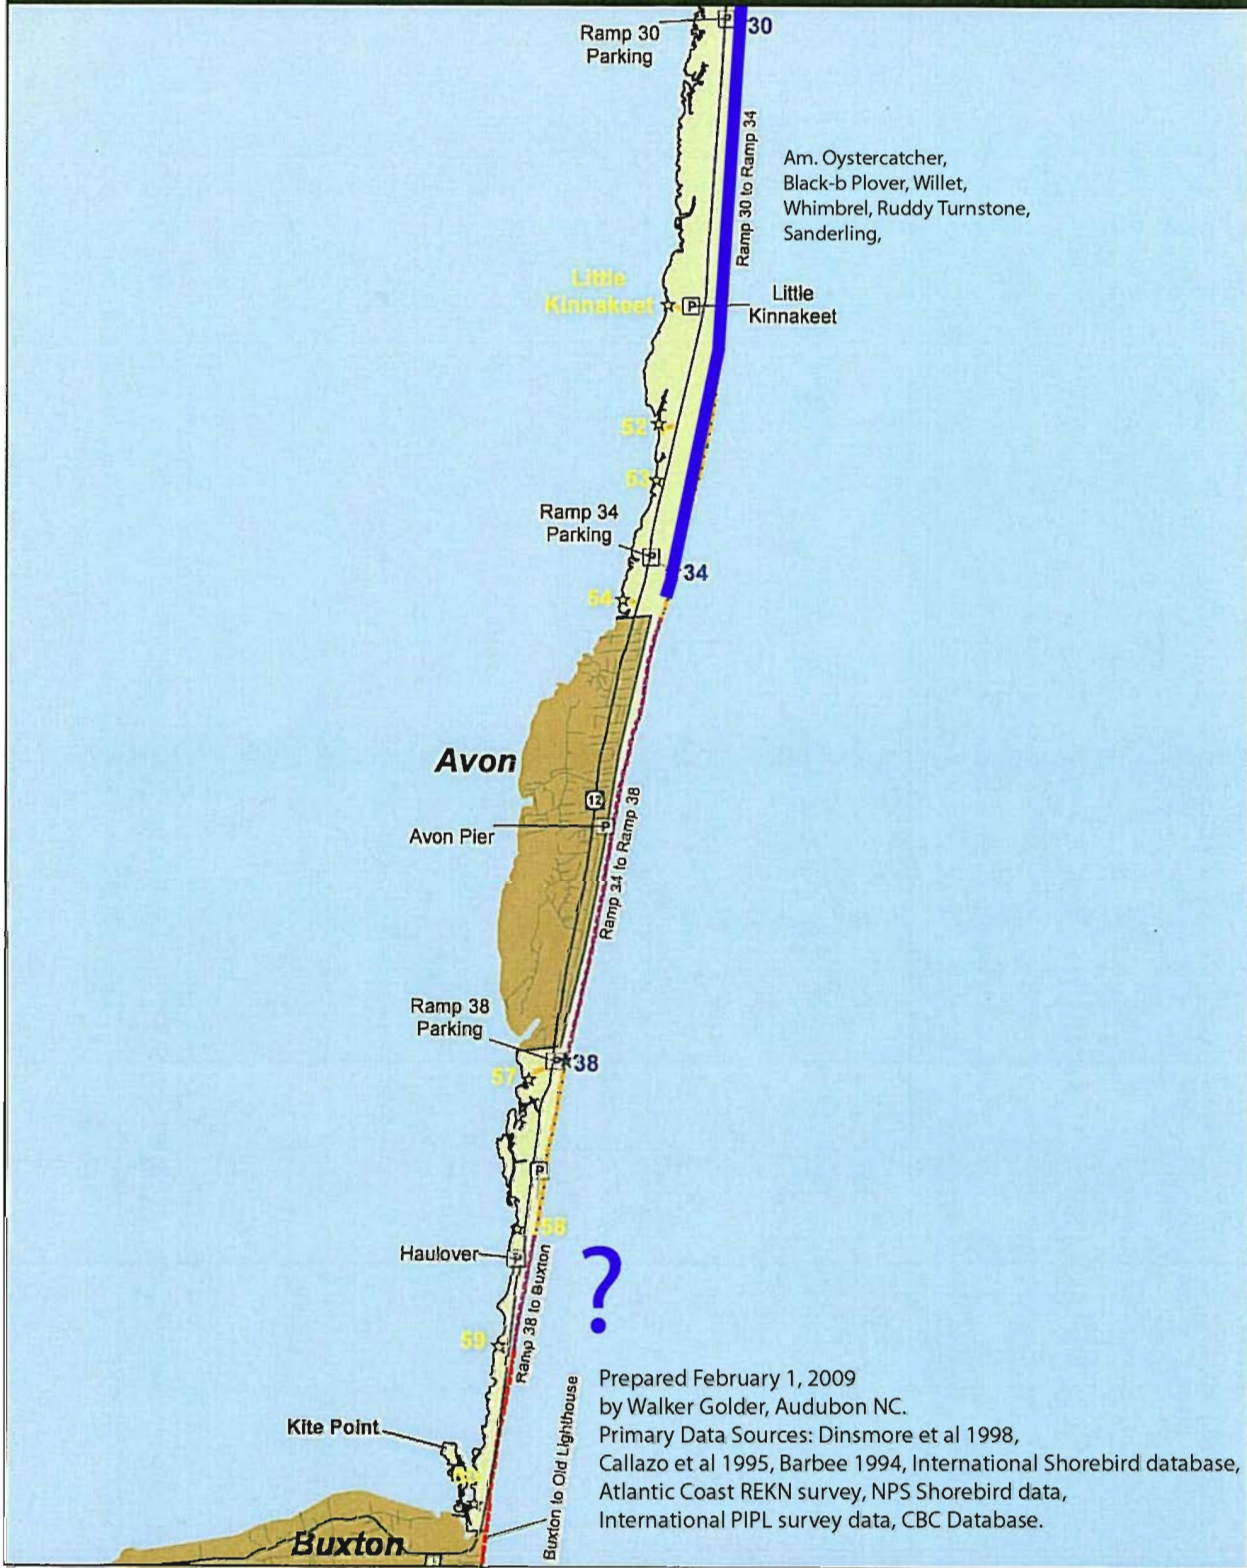 Ramp 30
Parking
30
Ramp 30 to Ramp 34
Am. Oystercatcher,
Black-b Plover, Willet,
Whimbrel, Ruddy Turnstone,
Sanderling,
Little
Kinnakeet
P
Little
Kinnakeet
52
53
Ramp 34
Parking
P
34
54
Avon
12
Avon Pier
P
Ramp 34 to Ramp 38
Ramp 38
Parking
P
38
57
P
58
Haulover
Ramp 38 to Buxton
?
59
Buxton to Old Lighthouse
Kite Point
Buxton
Prepared February 1, 2009
by Walker Golder, Audubon NC.
Primary Data Sources: Dinsmore et al 1998,
Callazo et al 1995, Barbee 1994, International Shorebird database,
Atlantic Coast REKN survey, NPS Shorebird data,
International PIPL survey data, CBC Database.